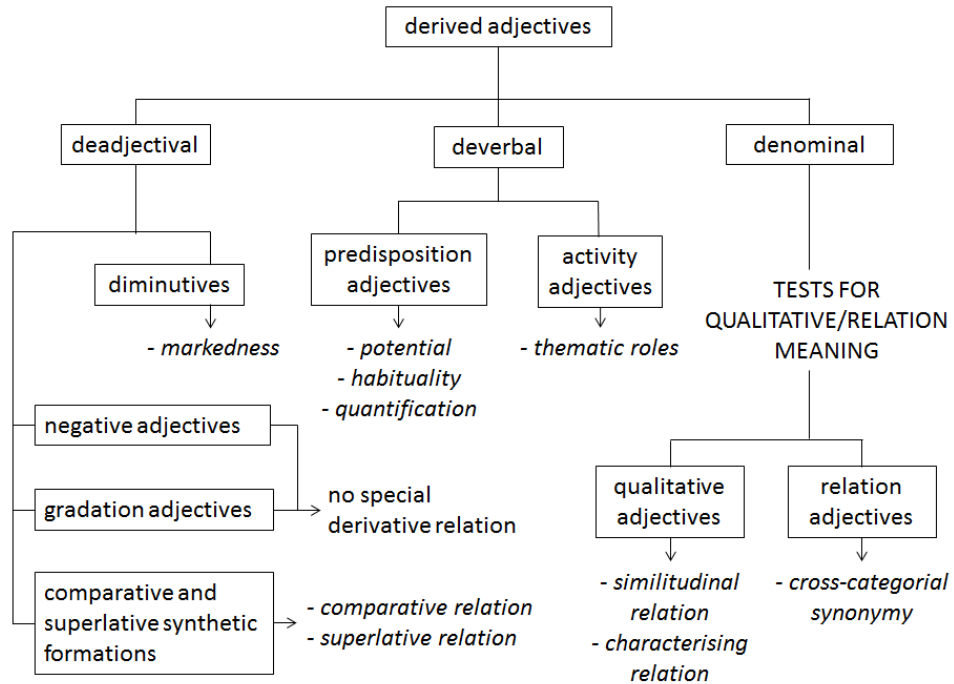 derived adjectives
deadjectival
deverbal
denominal
diminutives
- markedness
predisposition
adjectives
- potential
- habituality
- quantification
activity
adjectives
- thematic roles
TESTS FOR
QUALITATIVE/RELATION
MEANING
negative adjectives
gradation adjectives
no special
derivative relation
comparative and
superlative synthetic
formations
- comparative relation
- superlative relation
qualitative
adjectives
- similitudinal
relation
- characterising
relation
relation
adjectives
- cross-categorial
synonymy